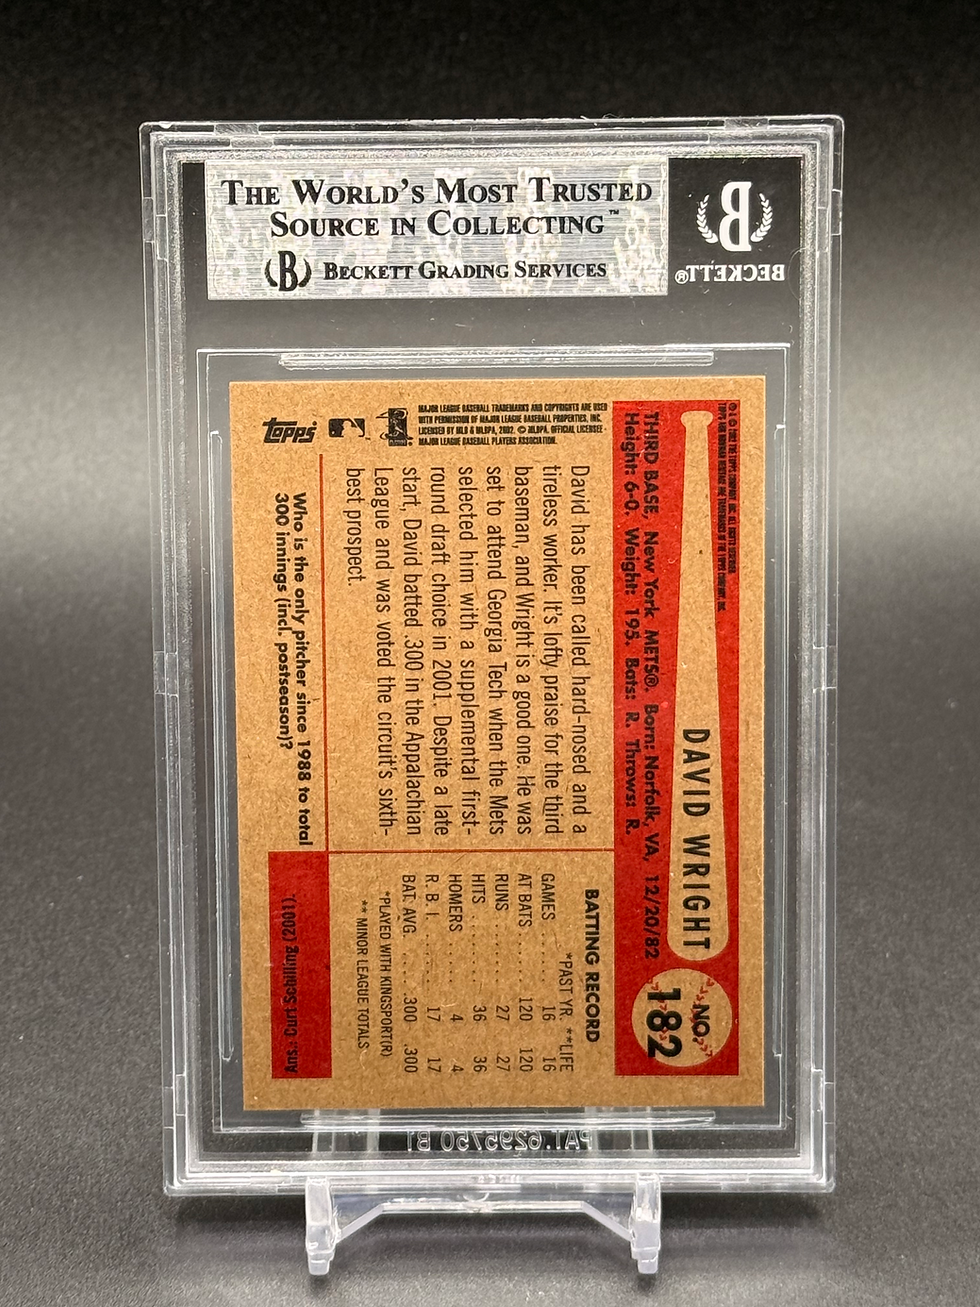 THE WORLD'S MOST TRUSTED
SOURCE IN COLLECTING™
B BECKETT GRADING SERVICES
B
BECKETT®
DAVID WRIGHT
NO.
182
THIRD BASE, New York METS®. Born: Norfolk, VA, 12/20/82
Height: 6-0. Weight: 195. Bats: R. Throws: R.
David has been called hard-nosed and a
tireless worker. It's lofty praise for the third
baseman, and Wright is a good one. He was
set to attend Georgia Tech when the Mets
selected him with a supplemental first-
round draft choice in 2001. Despite a late
start, David batted .300 in the Appalachian
League and was voted the circuit's sixth-
best prospect.
BATTING RECORD
*PAST YR. **LIFE
GAMES . . . . . 16 16
AT BATS . . . . . 120 120
RUNS . . . . . . . 27 27
HITS . . . . . . . . 36 36
HOMERS . . . . . 4 4
R. B. I. . . . . . . . 17 17
BAT. AVG. . . . . .300 .300
*PLAYED WITH KINGSPORT(R)
** MINOR LEAGUE TOTALS
Who is the only pitcher since 1988 to total
300 innings (incl. postseason)?
Ans.: Curt Schilling (2001).
topps
MAJOR LEAGUE BASEBALL TRADEMARKS AND COPYRIGHTS ARE USED
WITH PERMISSION OF MAJOR LEAGUE BASEBALL PROPERTIES, INC.
LICENSED BY MLB & MLBPA, 2002. © MLBPA. OFFICIAL LICENSEE -
MAJOR LEAGUE BASEBALL PLAYERS ASSOCIATION.
PAT. 6295750 B1